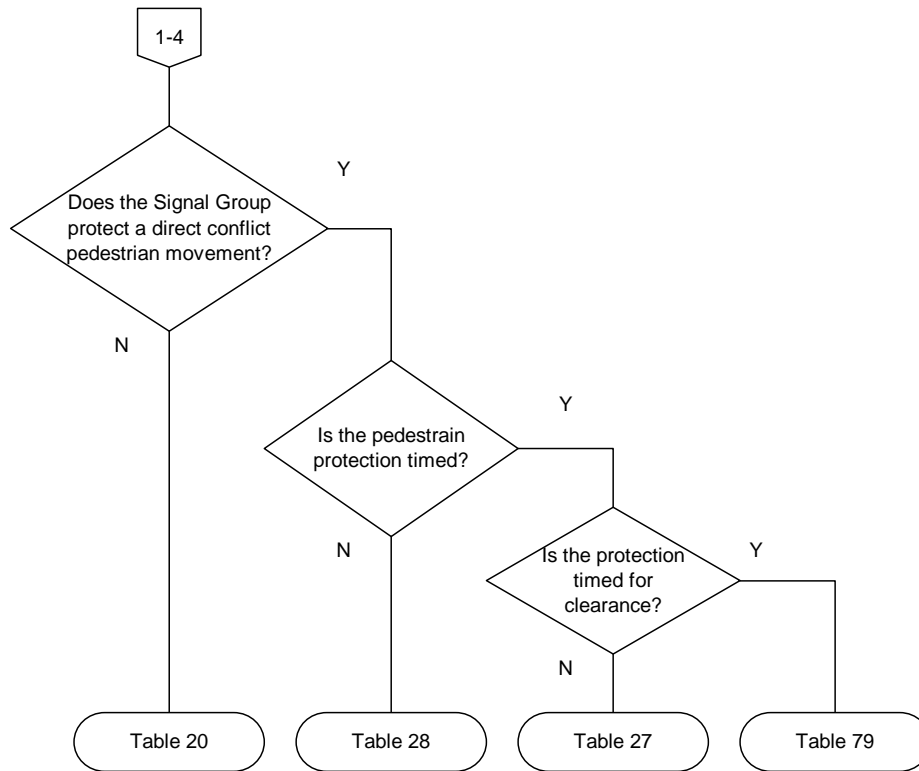 1-4
Does the Signal Group
protect a direct conflict
pedestrian movement?
Y
N
Is the pedestrain
protection timed?
Y
N
Is the protection
timed for
clearance?
Y
N
Table 20
Table 28
Table 27
Table 79